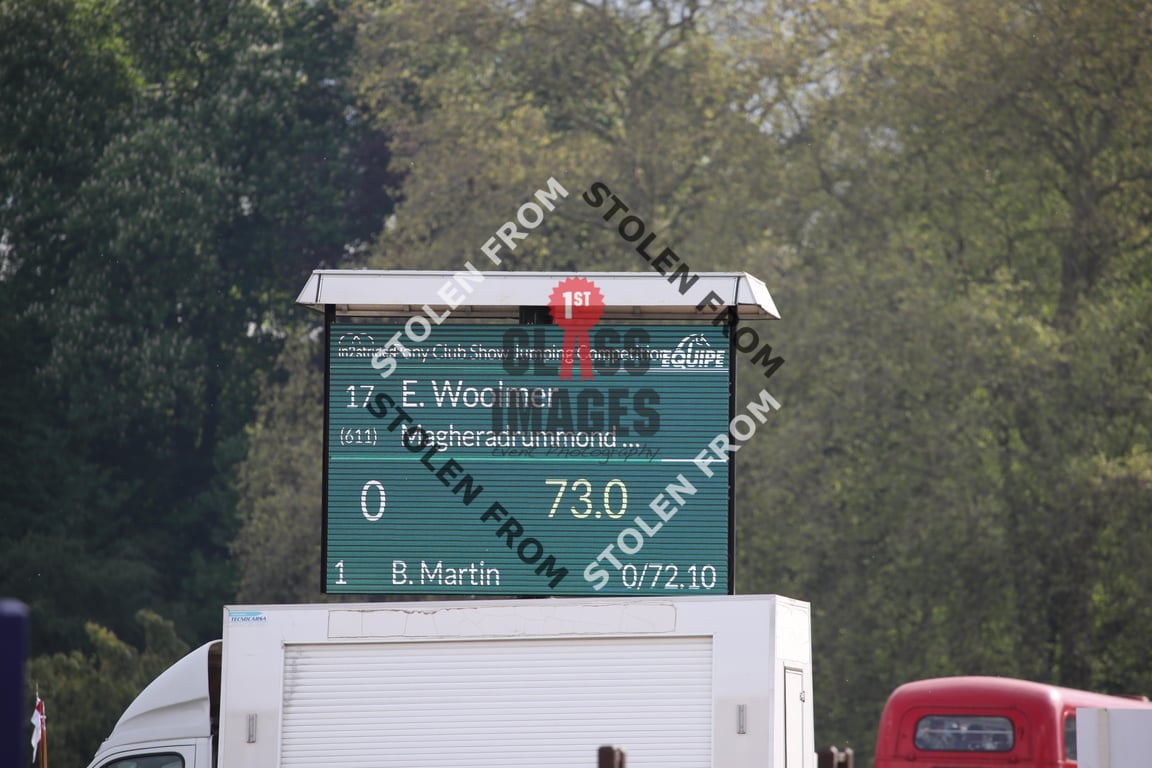 STOLEN FROM
STOLEN FROM
1ST
CLASS
IMAGES
Event Photography
Pony Club Show Jumping Competition
EQUIPE
17 E. Woolmer
(611) Magheradrummond ...
0 73.0
1 B. Martin 0/72.10
STOLEN FROM
STOLEN FROM
TECNOCARGA